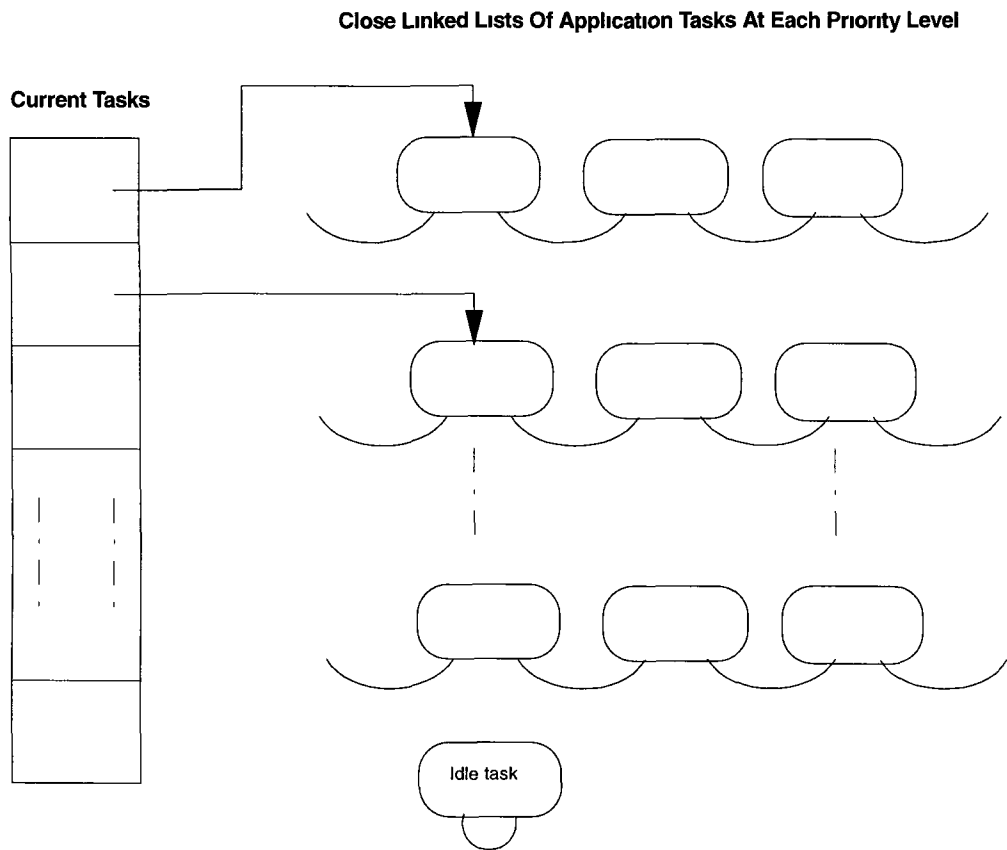 Close Linked Lists Of Application Tasks At Each Priority Level
Current Tasks
Idle task